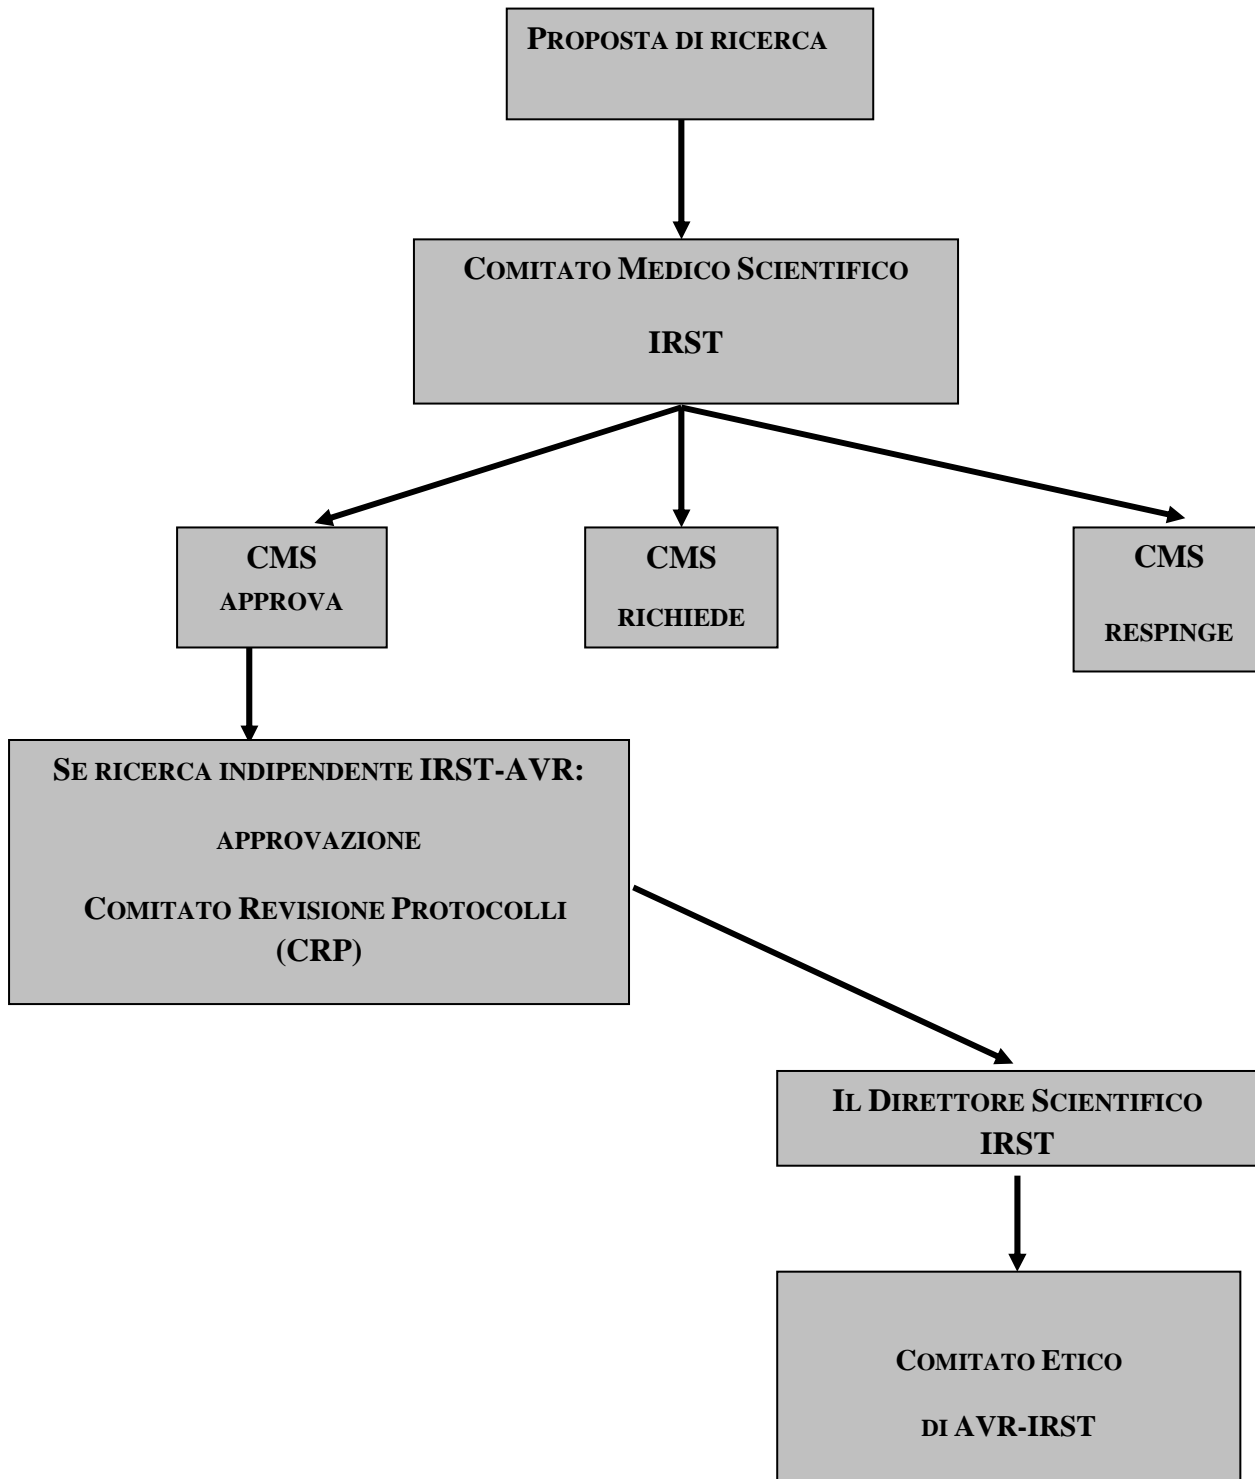 PROPOSTA DI RICERCA
COMITATO MEDICO SCIENTIFICO
IRST
CMS
APPROVA
CMS
RICHIEDE
CMS
RESPINGE
SE RICERCA INDIPENDENTE IRST-AVR:
APPROVAZIONE
COMITATO REVISIONE PROTOCOLLI
(CRP)
IL DIRETTORE SCIENTIFICO
IRST
COMITATO ETICO
DI AVR-IRST